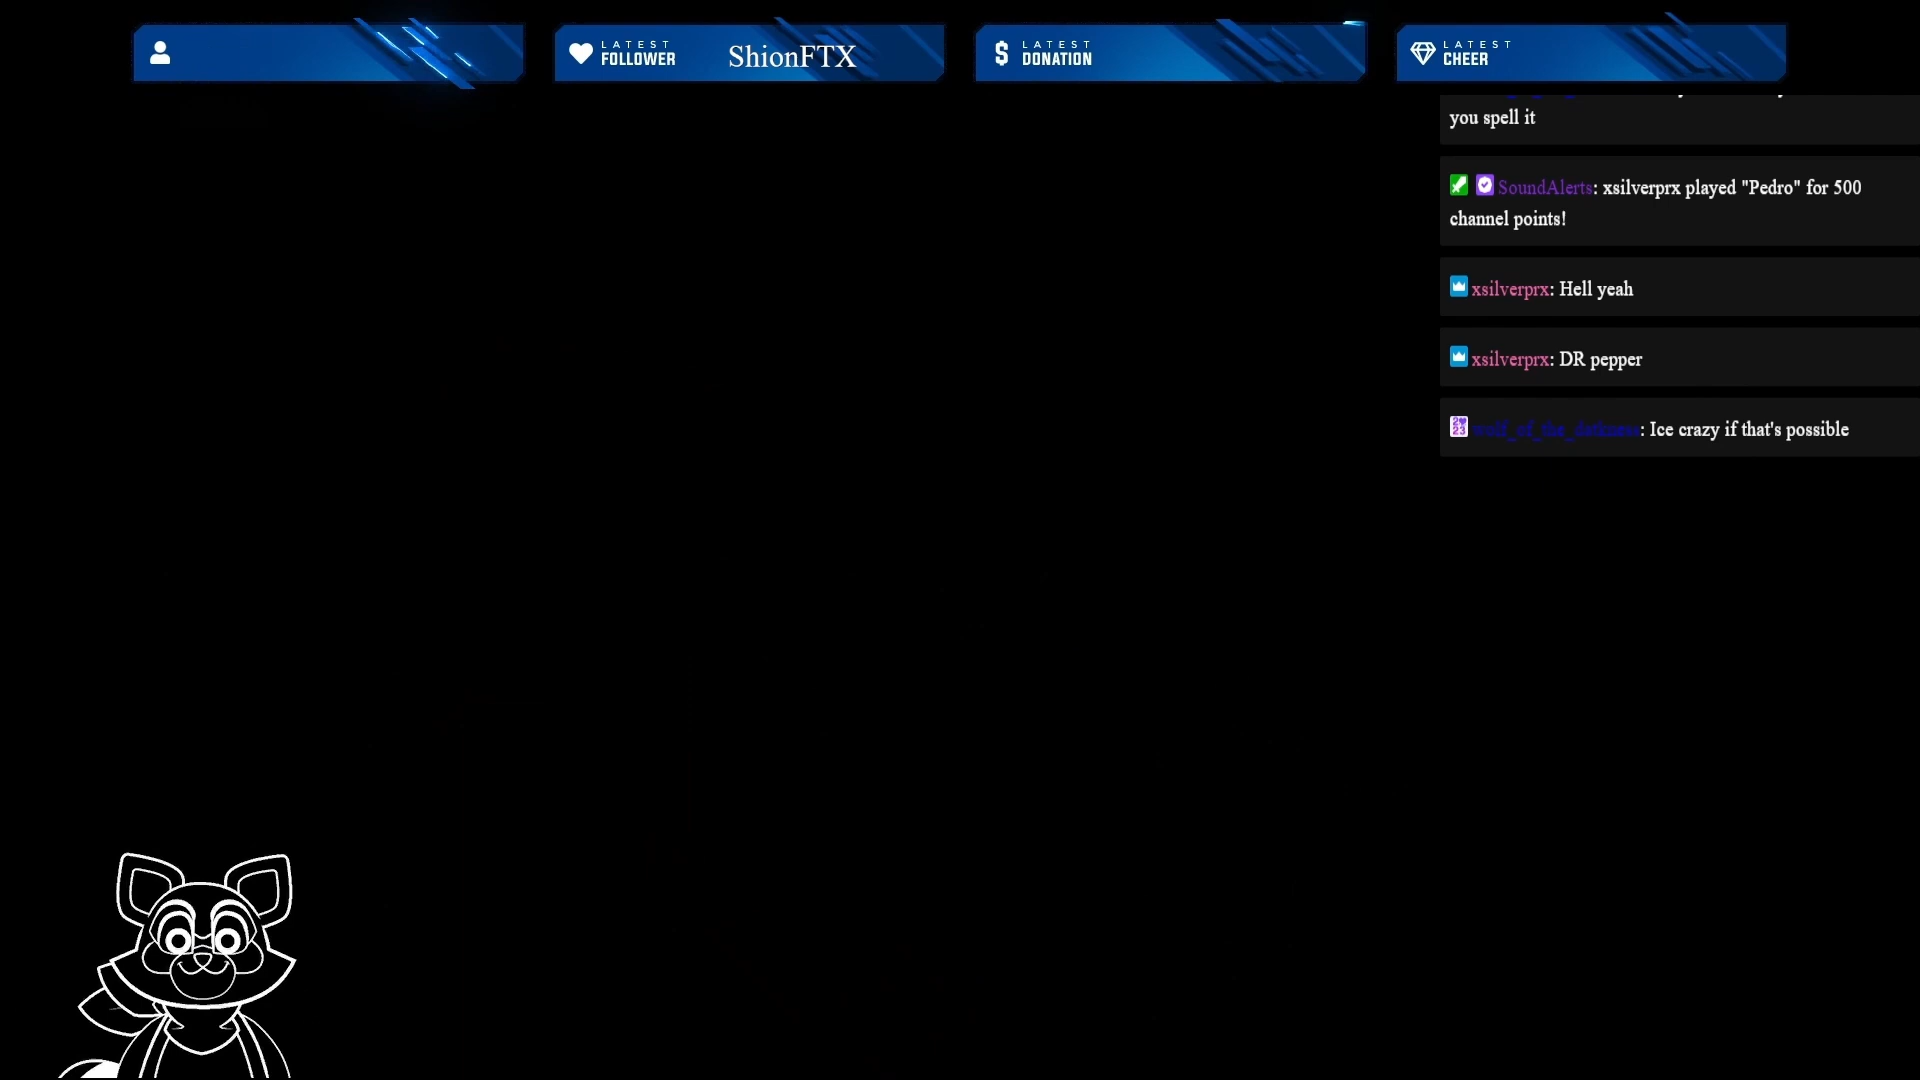 LATEST
FOLLOWER
ShionFTX
LATEST
DONATION
LATEST
CHEER
you spell it
SoundAlerts: xsilverprx played "Pedro" for 500
channel points!
xsilverprx: Hell yeah
xsilverprx: DR pepper
wolf_of_the_darkness: Ice crazy if that's possible